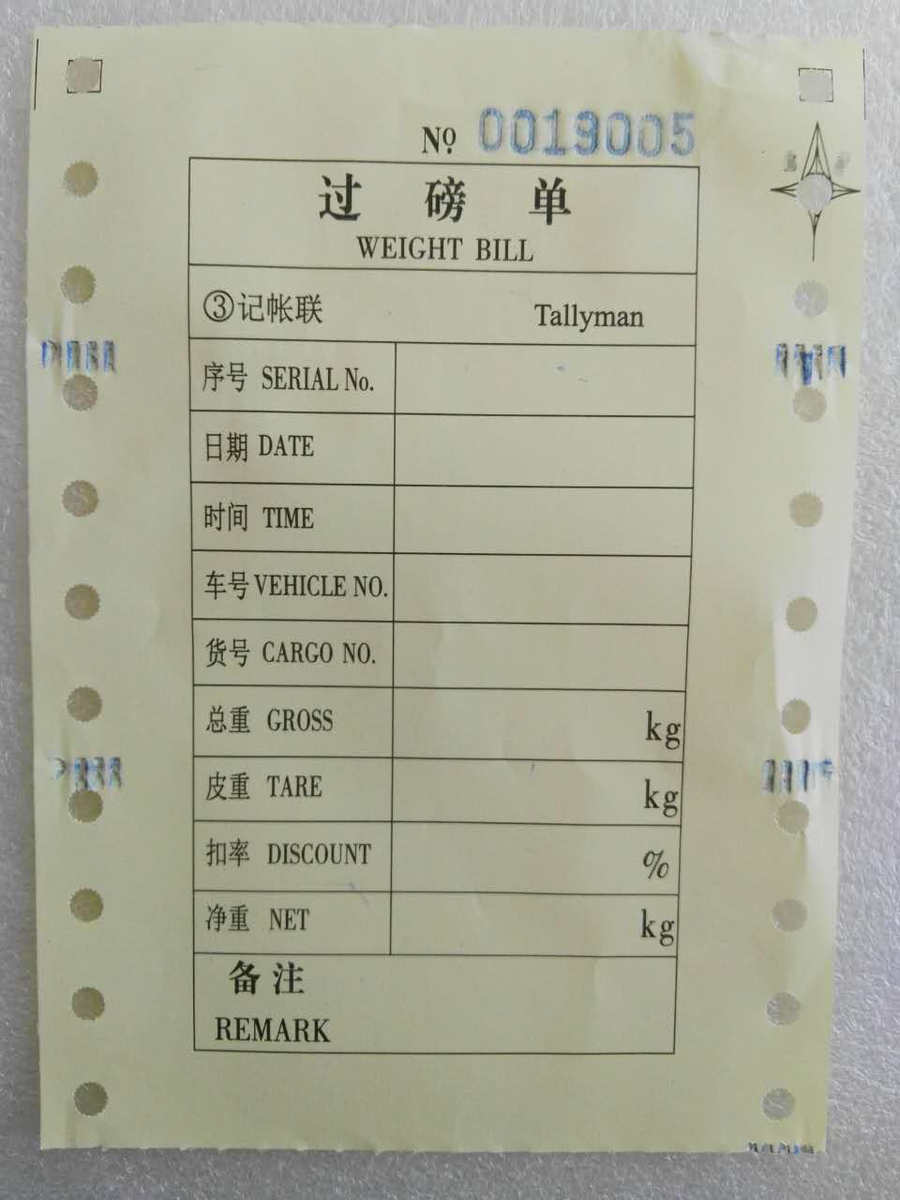 Nº. 0019005
过磅单
WEIGHT BILL
③记帐联 Tallyman
序号 SERIAL No.
日期 DATE
时间 TIME
车号 VEHICLE NO.
货号 CARGO NO.
总重 GROSS kg
皮重 TARE kg
扣率 DISCOUNT %
净重 NET kg
备注
REMARK